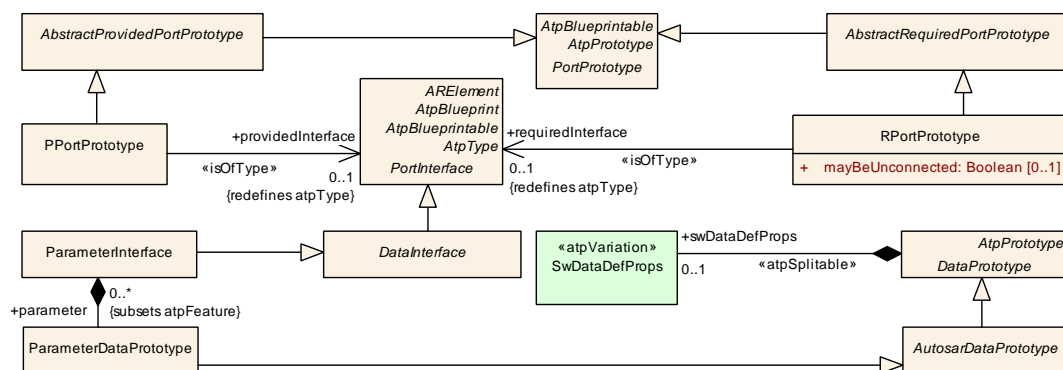 AbstractProvidedPortPrototype
AtpBlueprintable
AtpPrototype
PortPrototype
AbstractRequiredPortPrototype
PPortPrototype
+providedInterface
«isOfType»
0..1
{redefines atpType}
ARElement
AtpBlueprint
AtpBlueprintable
AtpType
PortInterface
+requiredInterface
0..1
«isOfType»
{redefines atpType}
RPortPrototype
+ mayBeUnconnected: Boolean [0..1]
ParameterInterface
DataInterface
«atpVariation»
SwDataDefProps
+swDataDefProps
0..1
«atpSplitable»
AtpPrototype
DataPrototype
+parameter
0..*
{subsets atpFeature}
ParameterDataPrototype
AutosarDataPrototype